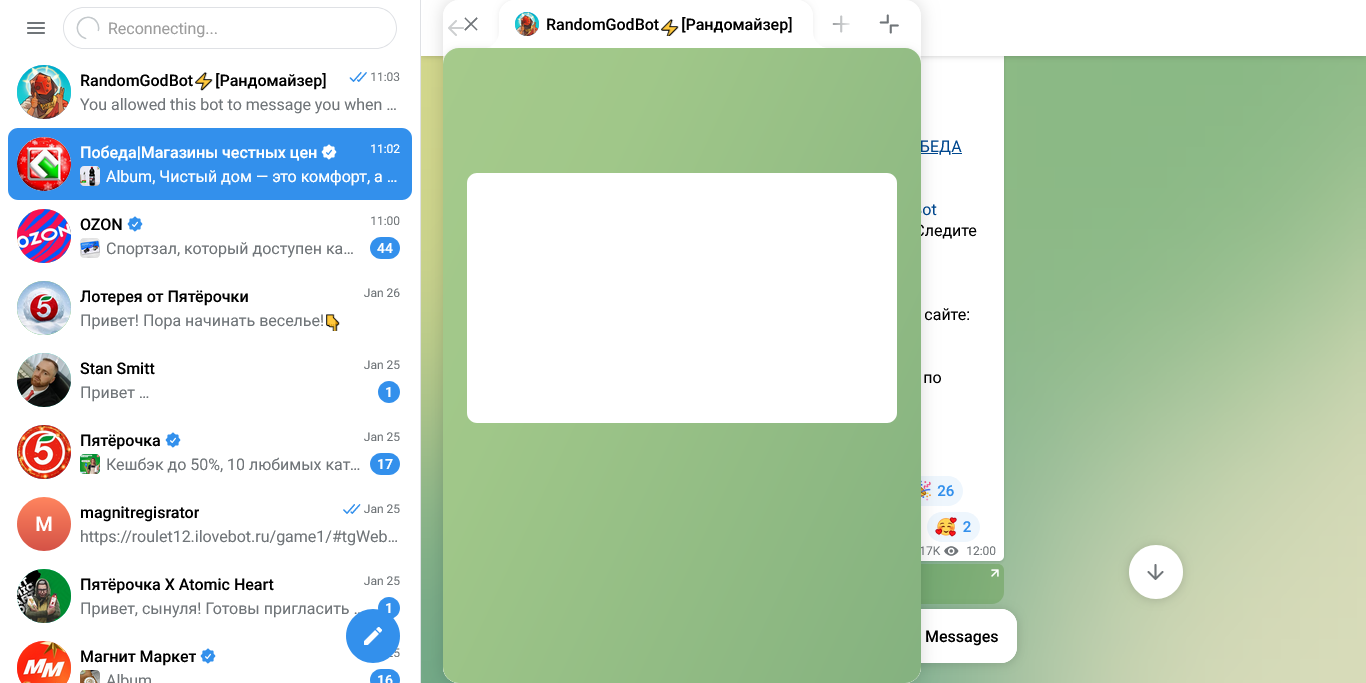 Reconnecting...
RandomGodBot⚡[Рандомайзер]
11:03
You allowed this bot to message you when ...
Победа|Магазины честных цен
11:02
Album, Чистый дом — это комфорт, а ...
OZON
11:00
Спортзал, который доступен ка...
44
Лотерея от Пятёрочки
Jan 26
Привет! Пора начинать веселье!👇
Stan Smitt
Jan 25
Привет ...
1
Пятёрочка
Jan 25
Кешбэк до 50%, 10 любимых кат...
17
M
magnitregisrator
Jan 25
https://roulet12.ilovebot.ru/game1/#tgWeb...
Пятёрочка X Atomic Heart
Jan 25
Привет, сынуля! Готовы пригласить ...
1
Магнит Маркет
Album
16
RandomGodBot⚡[Рандомайзер]
БЕДА
ot
Следите
сайте:
по
26
2
17K 12:00
Messages